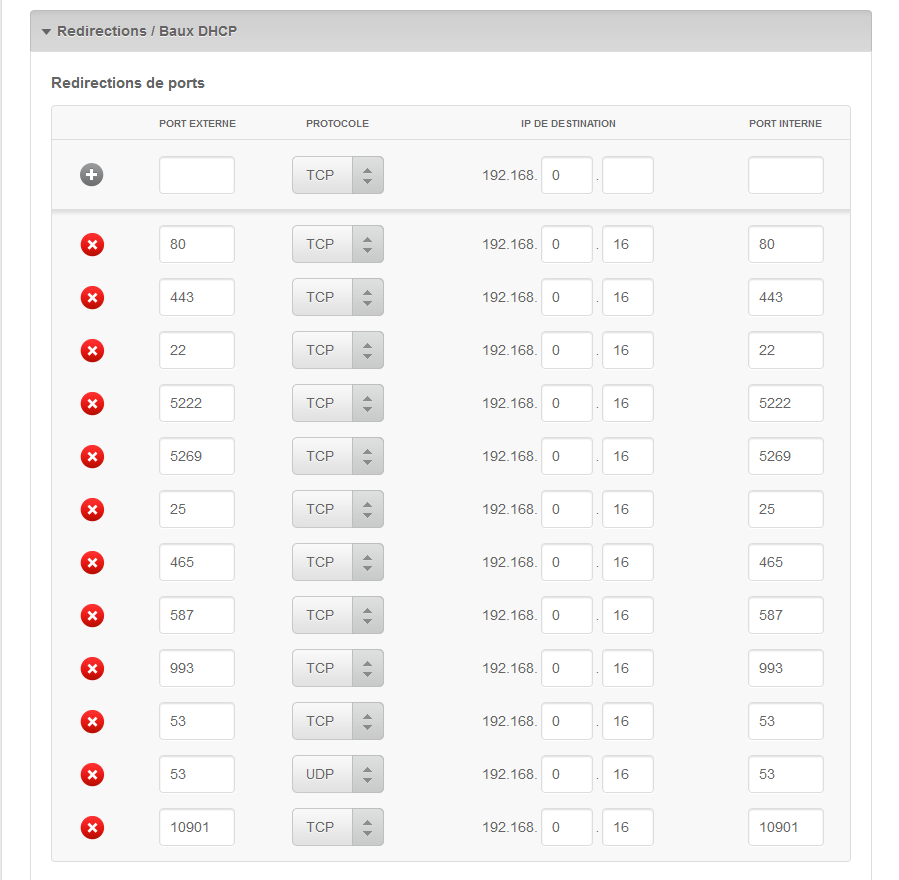 Redirections / Baux DHCP
Redirections de ports
PORT EXTERNE PROTOCOLE IP DE DESTINATION PORT INTERNE
TCP 192.168. 0 .
80 TCP 192.168. 0 . 16 80
443 TCP 192.168. 0 . 16 443
22 TCP 192.168. 0 . 16 22
5222 TCP 192.168. 0 . 16 5222
5269 TCP 192.168. 0 . 16 5269
25 TCP 192.168. 0 . 16 25
465 TCP 192.168. 0 . 16 465
587 TCP 192.168. 0 . 16 587
993 TCP 192.168. 0 . 16 993
53 TCP 192.168. 0 . 16 53
53 UDP 192.168. 0 . 16 53
10901 TCP 192.168. 0 . 16 10901